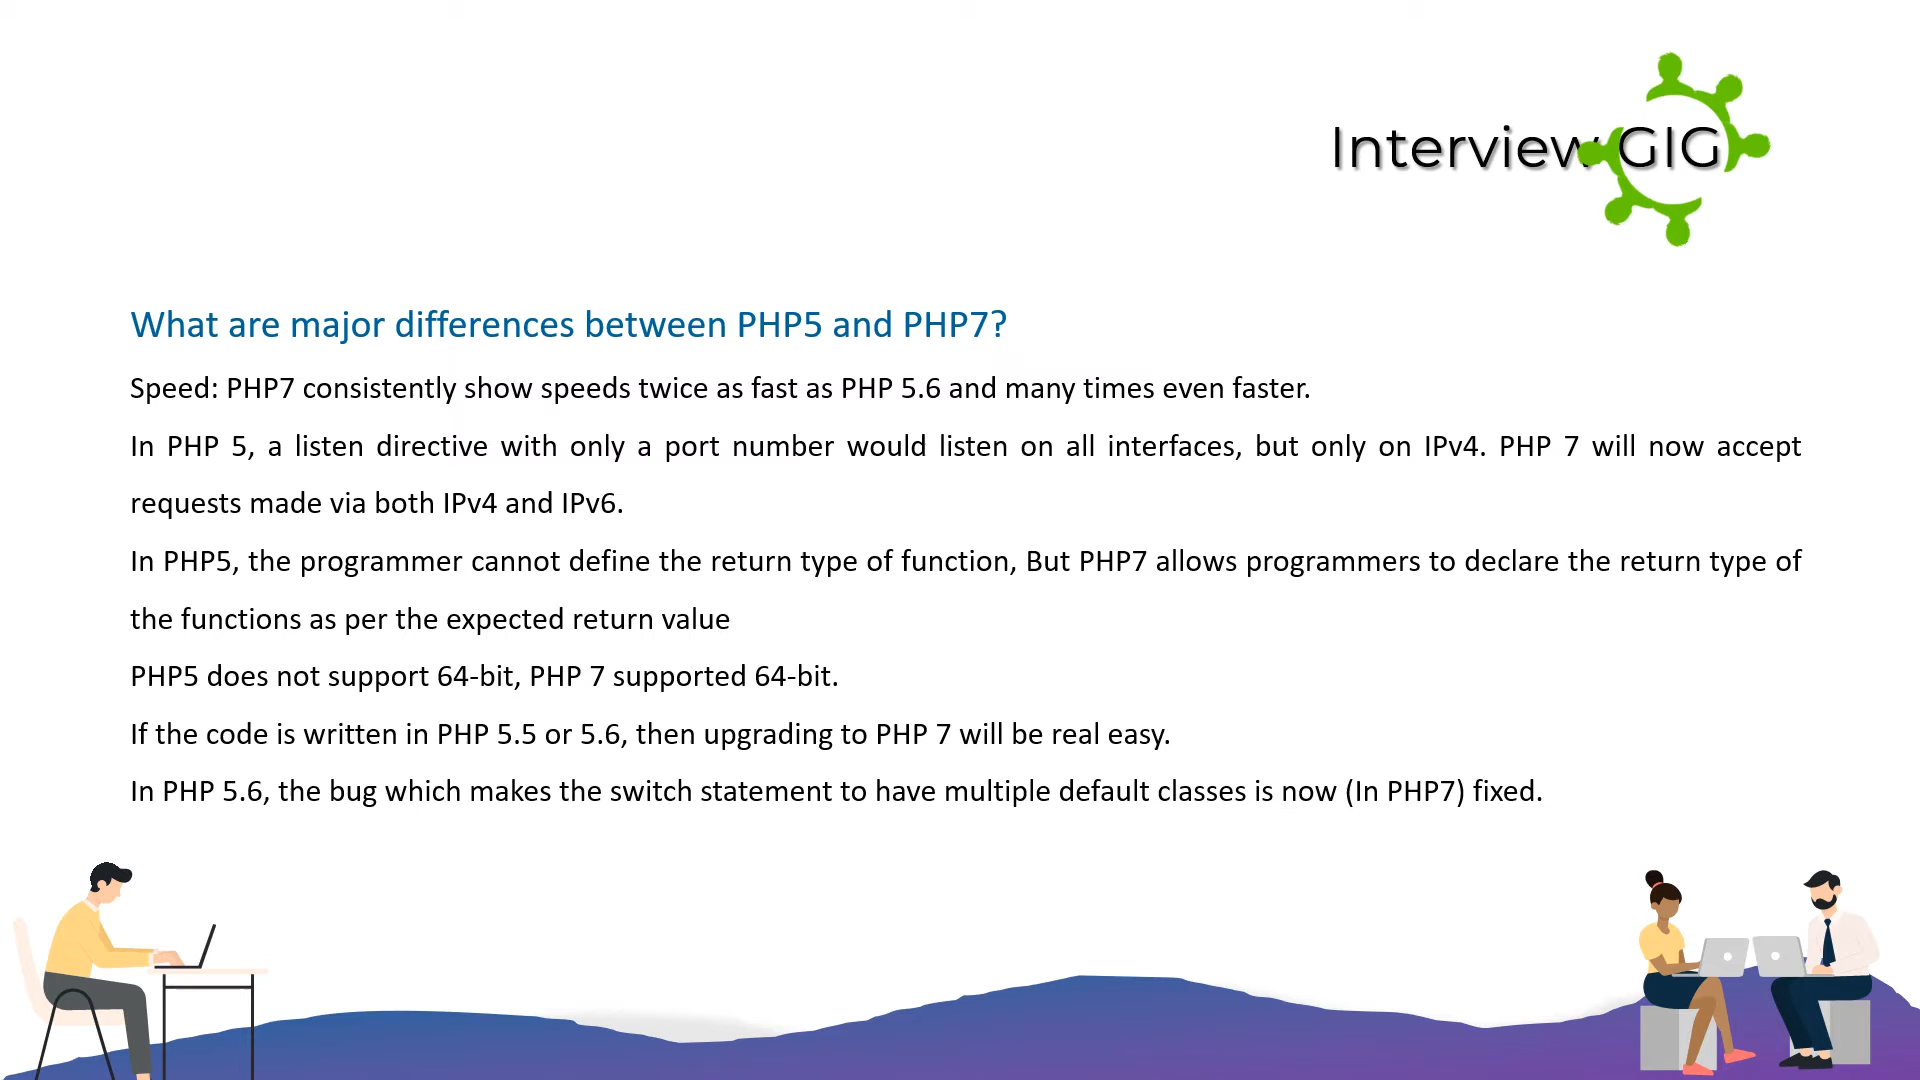 Interview GIG
What are major differences between PHP5 and PHP7?
Speed: PHP7 consistently show speeds twice as fast as PHP 5.6 and many times even faster.
In PHP 5, a listen directive with only a port number would listen on all interfaces, but only on IPv4. PHP 7 will now accept
requests made via both IPv4 and IPv6.
In PHP5, the programmer cannot define the return type of function, But PHP7 allows programmers to declare the return type of
the functions as per the expected return value
PHP5 does not support 64-bit, PHP 7 supported 64-bit.
If the code is written in PHP 5.5 or 5.6, then upgrading to PHP 7 will be real easy.
In PHP 5.6, the bug which makes the switch statement to have multiple default classes is now (In PHP7) fixed.